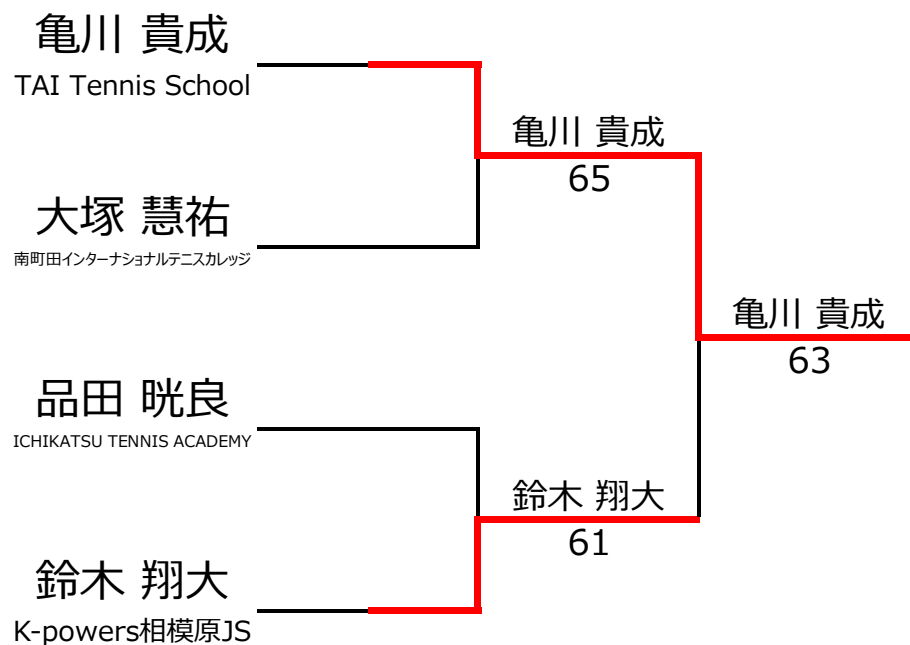 亀川 貴成
TAI Tennis School
大塚 慧祐
南町田インターナショナルテニスカレッジ
品田 晄良
ICHIKATSU TENNIS ACADEMY
鈴木 翔大
K-powers相模原JS
亀川 貴成
65
鈴木 翔大
61
亀川 貴成
63